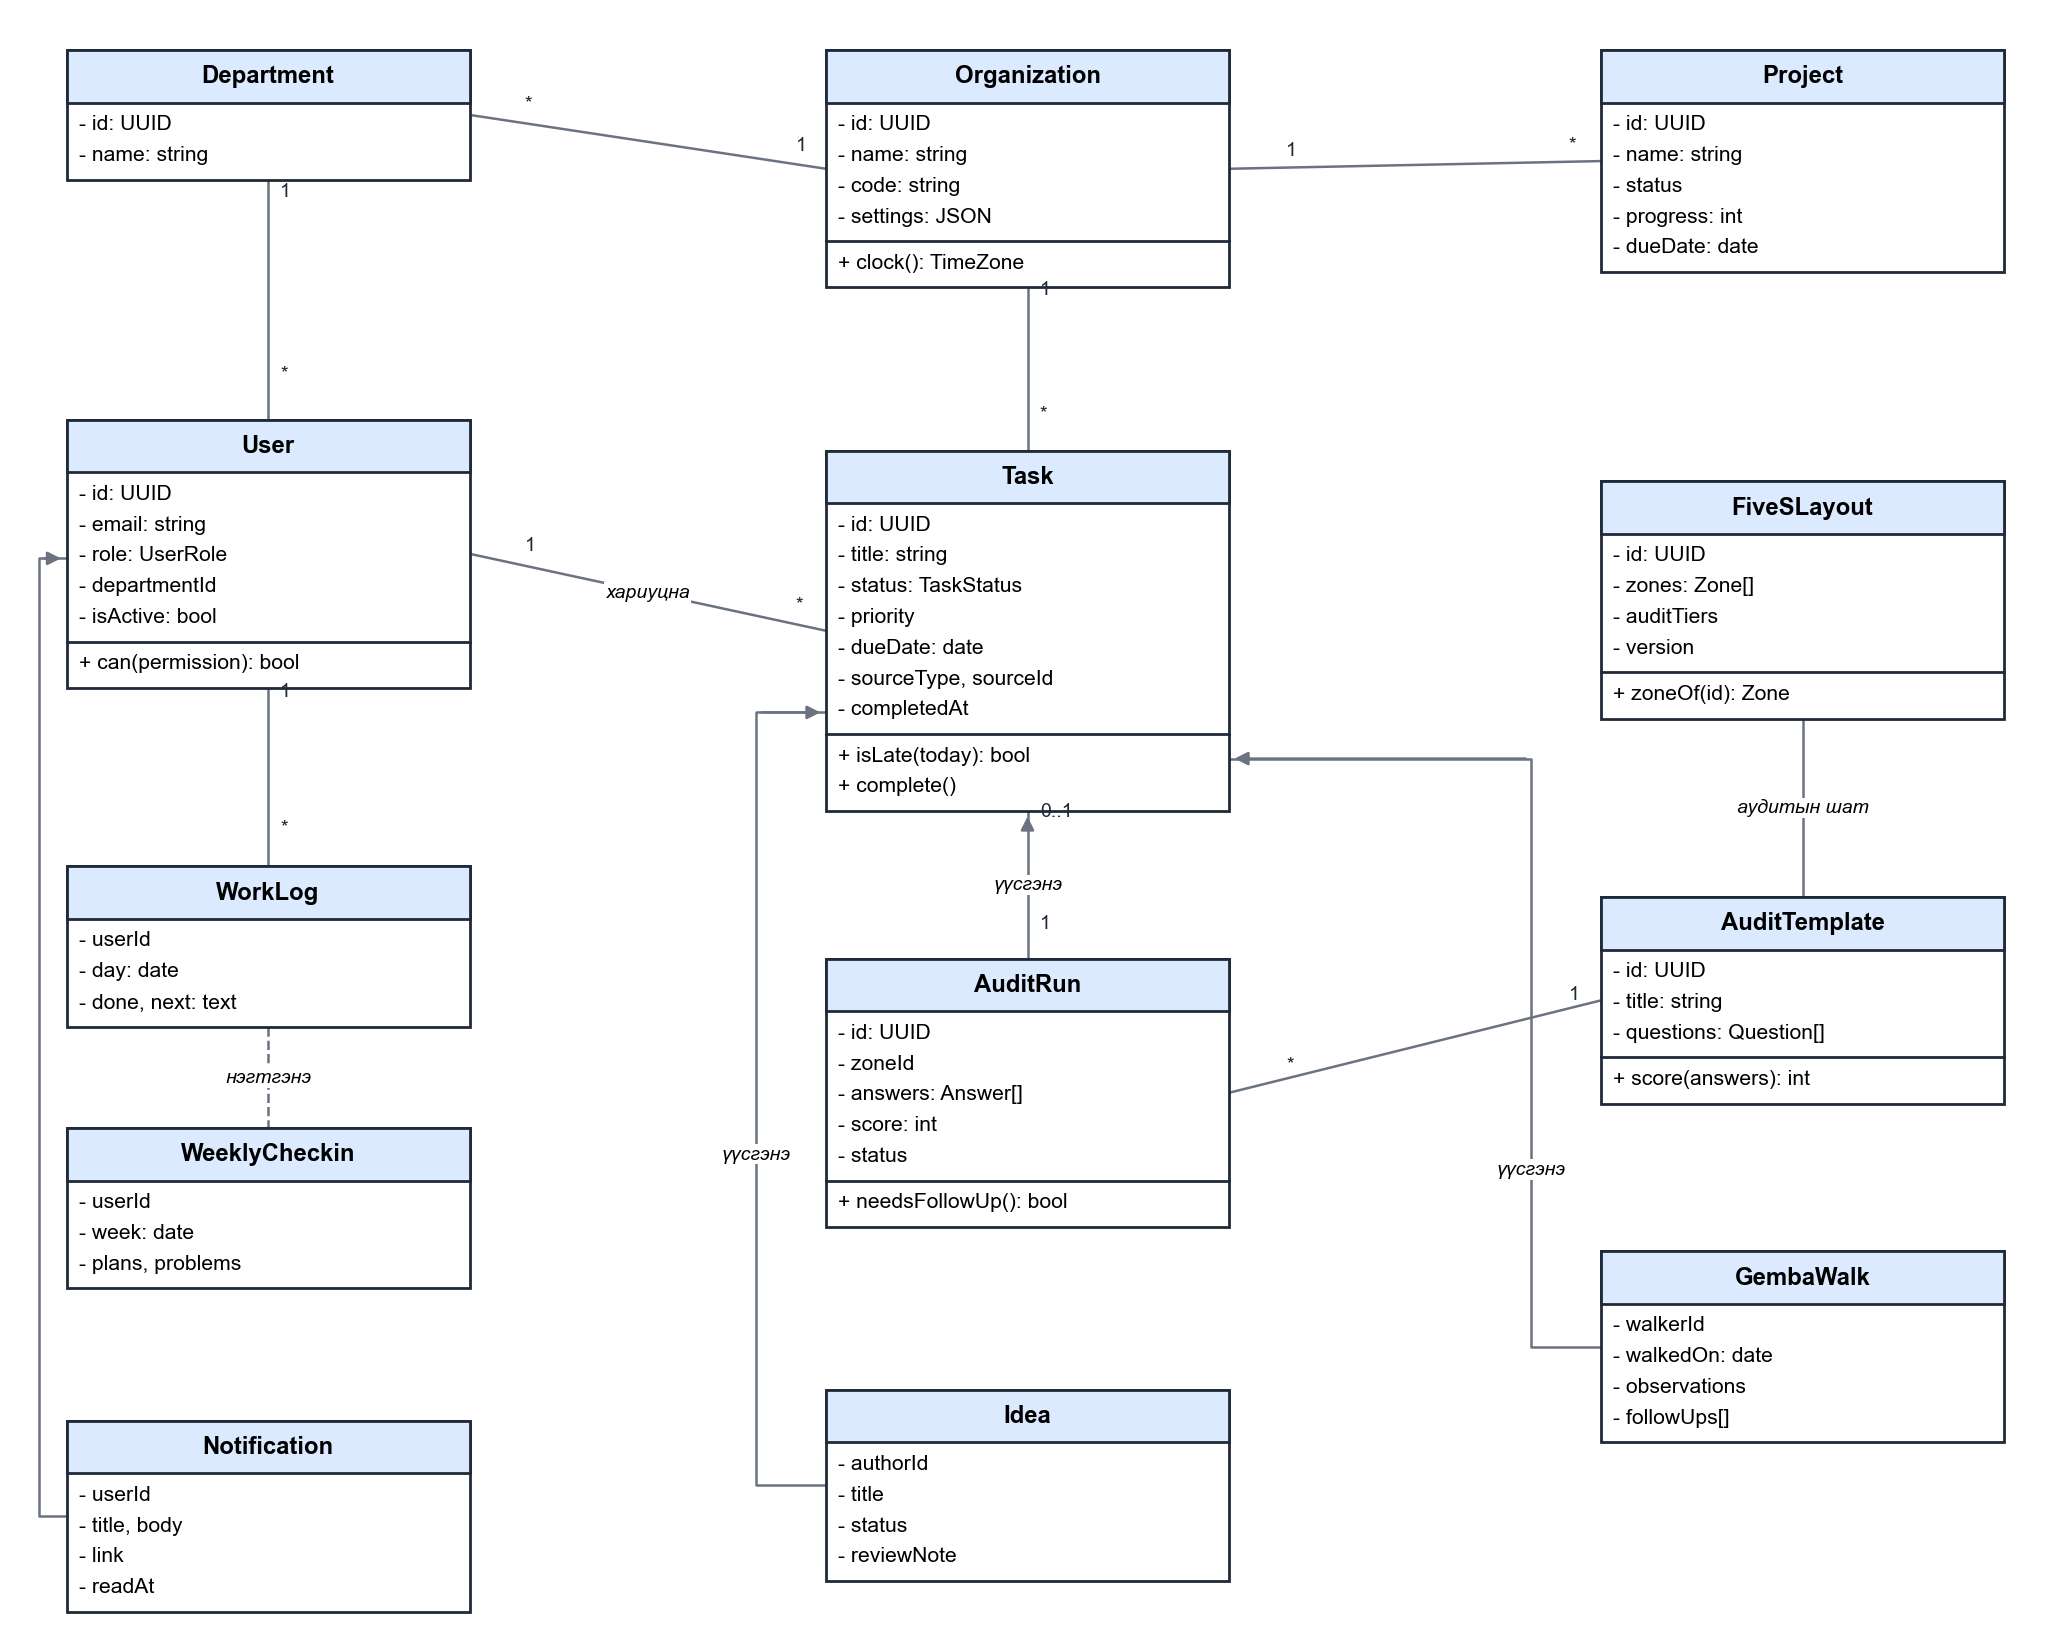 Department
- id: UUID
- name: string
*
1
Organization
- id: UUID
- name: string
- code: string
- settings: JSON
+ clock(): TimeZone
1
*
Project
- id: UUID
- name: string
- status
- progress: int
- dueDate: date
1
*
1
*
User
- id: UUID
- email: string
- role: UserRole
- departmentId
- isActive: bool
+ can(permission): bool
1
хариуцна
*
Task
- id: UUID
- title: string
- status: TaskStatus
- priority
- dueDate: date
- sourceType, sourceId
- completedAt
+ isLate(today): bool
+ complete()
FiveSLayout
- id: UUID
- zones: Zone[]
- auditTiers
- version
+ zoneOf(id): Zone
1
*
0..1
үүсгэнэ
1
аудитын шат
WorkLog
- userId
- day: date
- done, next: text
нэгтгэнэ
AuditRun
- id: UUID
- zoneId
- answers: Answer[]
- score: int
- status
+ needsFollowUp(): bool
*
1
AuditTemplate
- id: UUID
- title: string
- questions: Question[]
+ score(answers): int
WeeklyCheckin
- userId
- week: date
- plans, problems
үүсгэнэ
үүсгэнэ
GembaWalk
- walkerId
- walkedOn: date
- observations
- followUps[]
Notification
- userId
- title, body
- link
- readAt
Idea
- authorId
- title
- status
- reviewNote